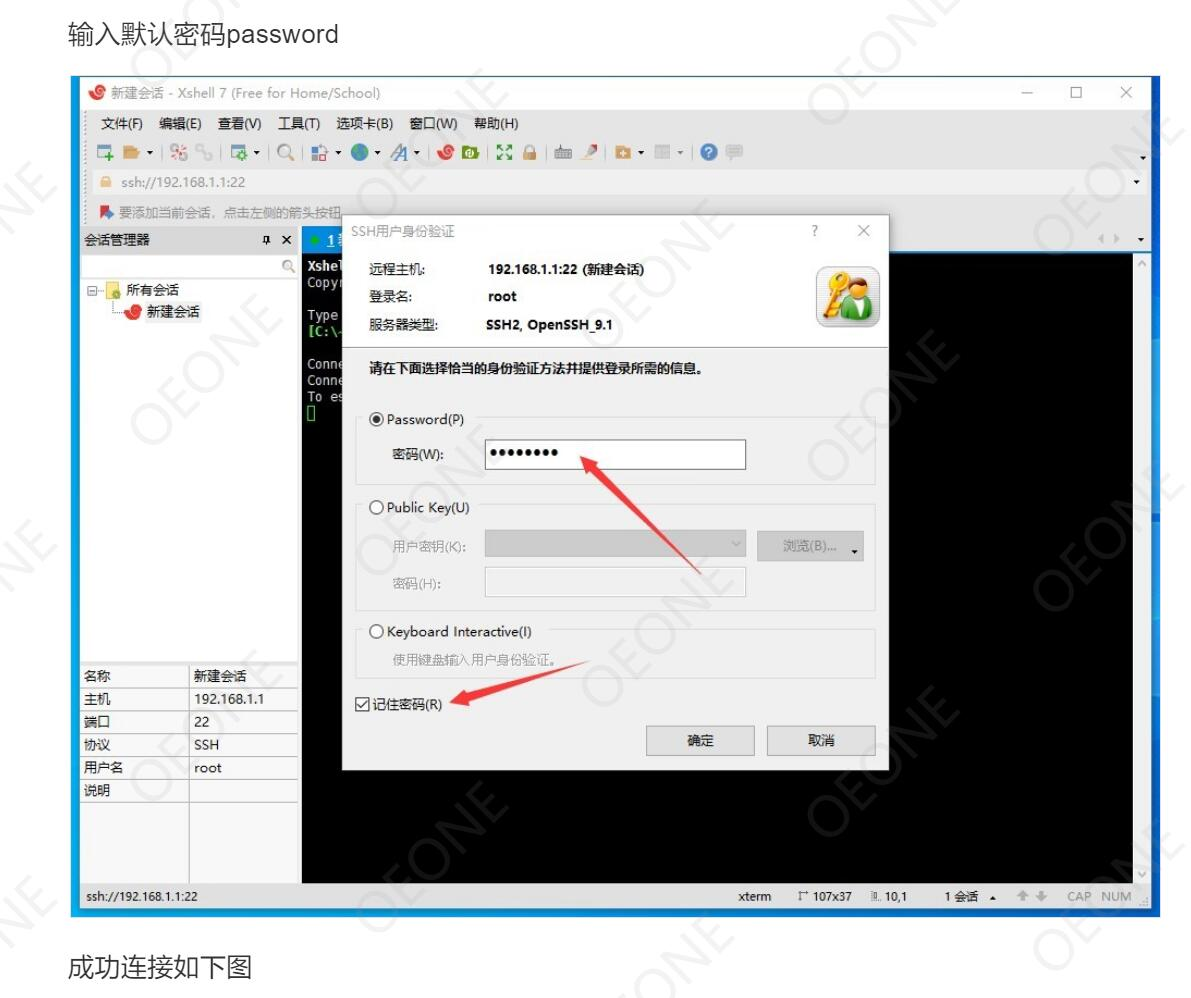 输入默认密码password
新建会话 - Xshell 7 (Free for Home/School)
文件(F) 编辑(E) 查看(V) 工具(T) 选项卡(B) 窗口(W) 帮助(H)
ssh://192.168.1.1:22
要添加当前会话，点击左侧的箭头按钮
会话管理器
1
所有会话
新建会话
Xshel
Copyr
Type
[C:\~
Conne
Conne
To es
SSH用户身份验证
远程主机: 192.168.1.1:22 (新建会话)
登录名: root
服务器类型: SSH2, OpenSSH_9.1
请在下面选择恰当的身份验证方法并提供登录所需的信息。
Password(P)
密码(W):
Public Key(U)
用户密钥(K): 浏览(B)...
密码(H):
Keyboard Interactive(I)
使用键盘输入用户身份验证。
记住密码(R)
确定 取消
名称 新建会话
主机 192.168.1.1
端口 22
协议 SSH
用户名 root
说明
ssh://192.168.1.1:22 xterm 107x37 10,1 1 会话 CAP NUM
成功连接如下图
OEONE